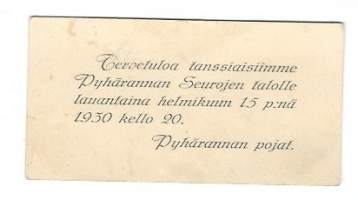 Tervetuloa tanssiaisiimme
Pyhärannan Seurojen talolle
lauantaina helmikuun 15 p:nä
1930 kello 20.
Pyhärannan pojat.